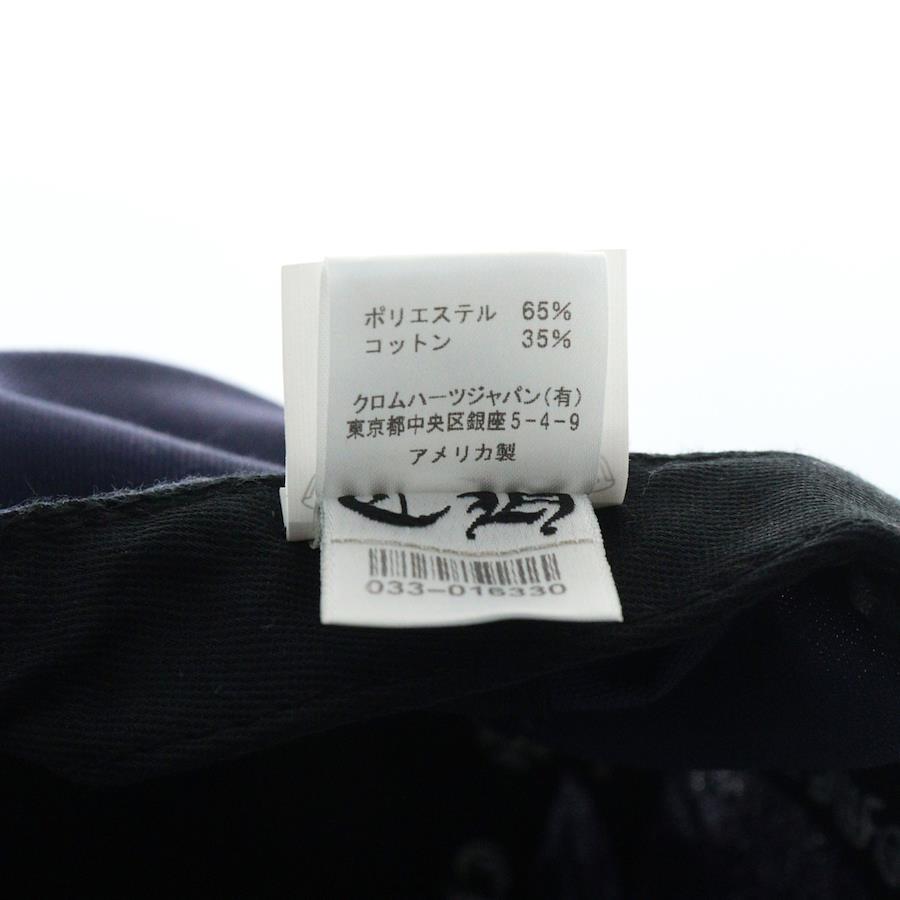 ポリエステル 65%
コットン 35%
クロムハーツジャパン(有)
東京都中央区銀座5-4-9
アメリカ製
033-016330